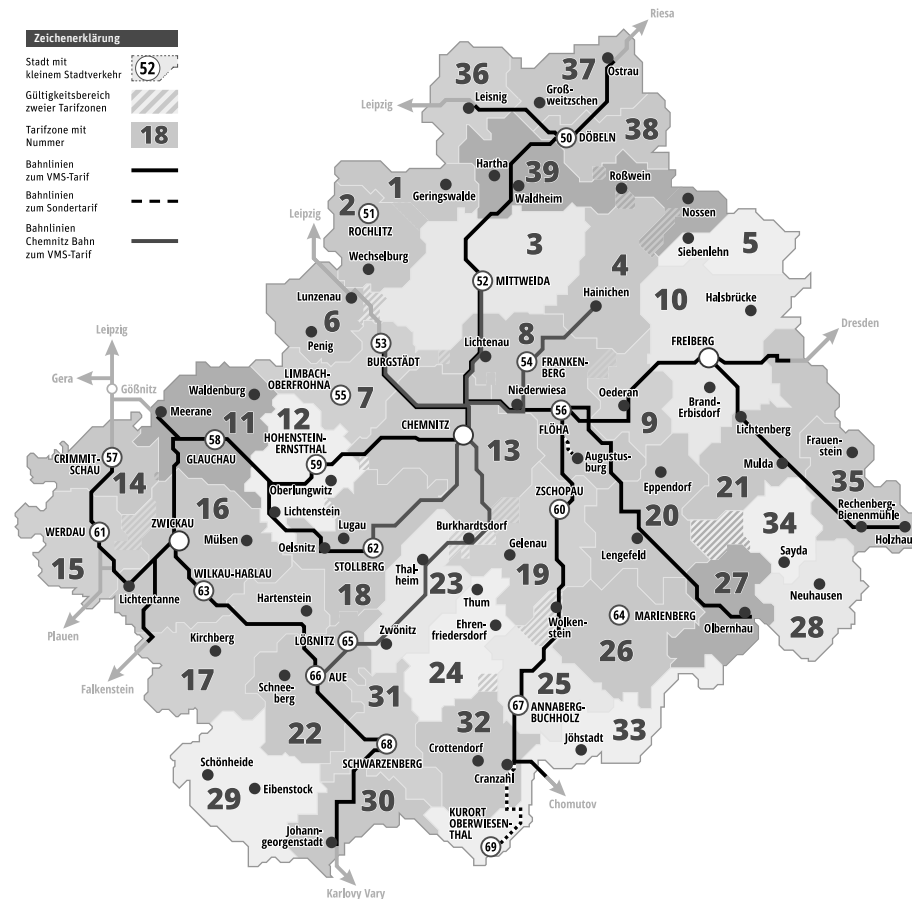 Zeichenerklärung
Stadt mit
kleinem Stadtverkehr
52
Gültigkeitsbereich
zweier Tarifzonen
Tarifzone mit
Nummer
18
Bahnlinien
zum VMS-Tarif
Bahnlinien
zum Sondertarif
Bahnlinien
Chemnitz Bahn
zum VMS-Tarif
Riesa
36
37
Ostrau
Groß-
weitzschen
Leipzig
Leisnig
38
50 DÖBELN
Hartha
39
Roßwein
1
Geringswalde
Waldheim
Nossen
2
51
ROCHLITZ
Leipzig
3
5
Siebenlehn
Wechselburg
4
52 MITTWEIDA
10
Hainichen
Halsbrücke
Lunzenau
6
Penig
8
Dresden
53
BURGSTÄDT
Lichtenau
FREIBERG
Leipzig
54
FRANKEN-
BERG
Gera
Gößnitz
LIMBACH-
OBERFROHNA
55
7
Waldenburg
Niederwiesa
Oederan
Brand-
Erbisdorf
Meerane
11
12
CHEMNITZ
56
FLÖHA
9
Lichtenberg
58
GLAUCHAU
HOHENSTEIN-
ERNSTTHAL
59
13
Frauen-
stein
57
CRIMMIT-
SCHAU
14
Augustus-
burg
Mulda
35
Oberlungwitz
ZSCHOPAU
60
Eppendorf
21
16
Lichtenstein
Rechenberg-
Bienenmühle
ZWICKAU
Lugau
Burkhardtsdorf
20
34
WERDAU 61
Mülsen
Oelsnitz
62
STOLLBERG
Gelenau
Lengefeld
Holzhau
Sayda
15
Thal-
heim
23
19
27
WILKAU-HAßLAU
63
18
Lichtentanne
Thum
Neuhausen
Hartenstein
64 MARIENBERG
Olbernhau
Plauen
Ehren-
friedersdorf
Wolken-
stein
28
LÖßNITZ
65
Zwönitz
Kirchberg
26
Falkenstein
24
66 AUE
17
Schnee-
berg
31
25
67 ANNABERG-
BUCHHOLZ
32
33
22
68
SCHWARZENBERG
Crottendorf
Jöhstadt
Schönheide
Cranzahl
29
Eibenstock
30
Chomutov
KURORT
OBERWIESEN-
THAL
69
Johann-
georgenstadt
Karlovy Vary